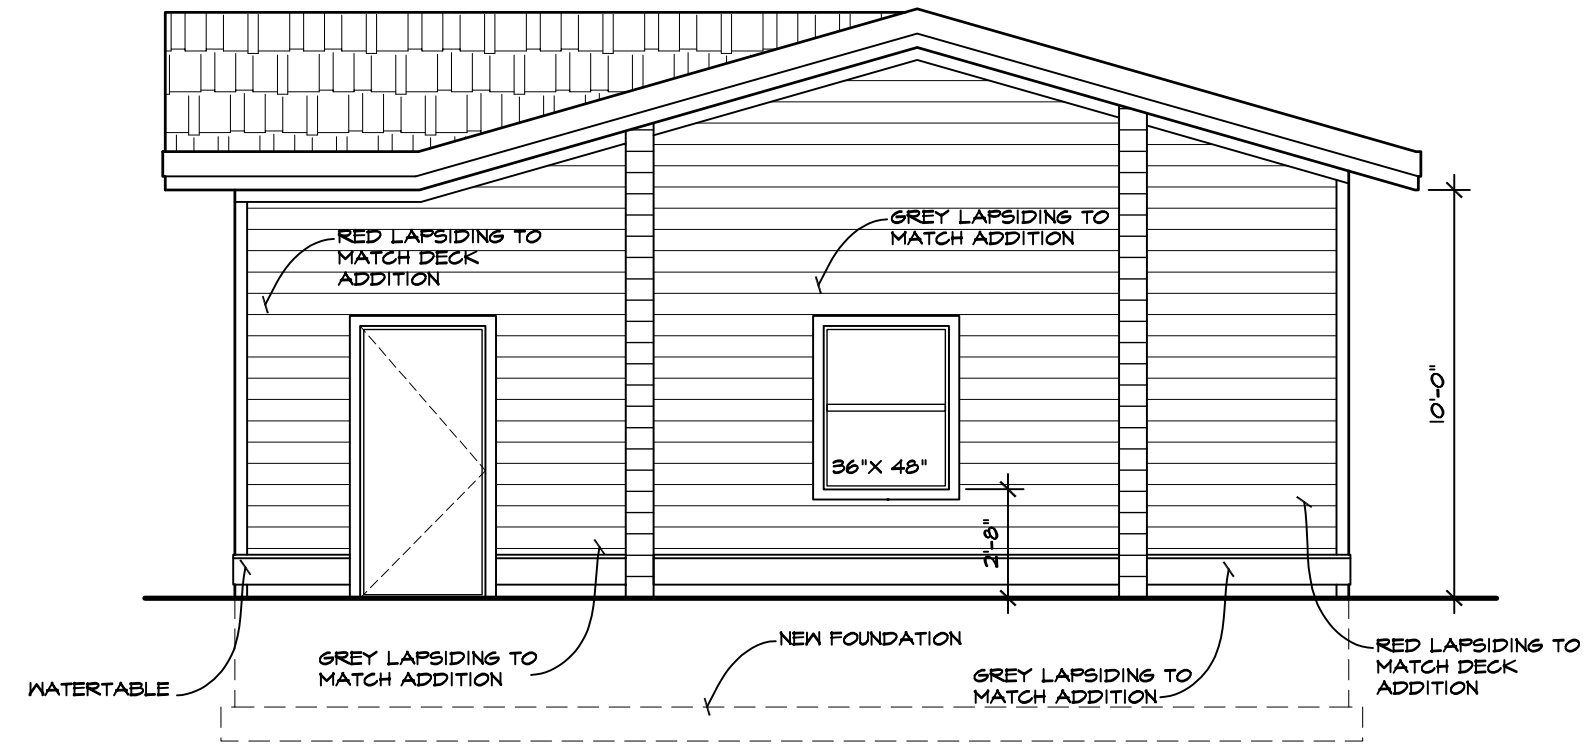 GREY LAPSIDING TO
MATCH ADDITION
RED LAPSIDING TO
MATCH DECK
ADDITION
10'-0"
36"X 48"
2'-8"
NEW FOUNDATION
RED LAPSIDING TO
MATCH DECK
ADDITION
GREY LAPSIDING TO
MATCH ADDITION
GREY LAPSIDING TO
MATCH ADDITION
WATERTABLE